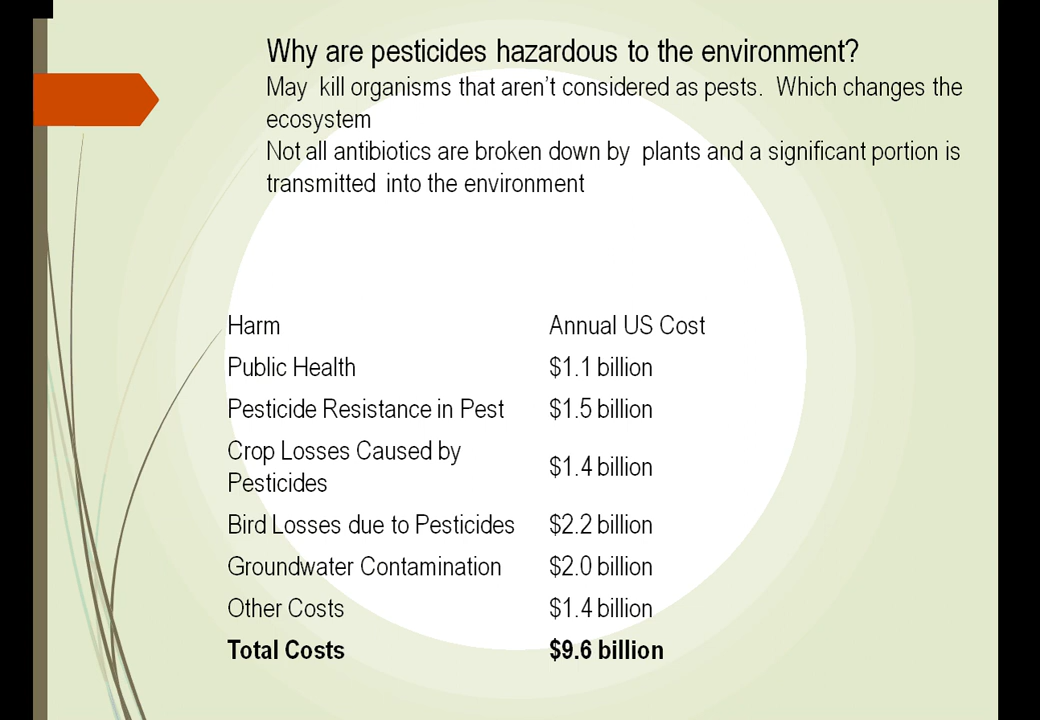 Why are pesticides hazardous to the environment?
May kill organisms that aren’t considered as pests. Which changes the
ecosystem
Not all antibiotics are broken down by plants and a significant portion is
transmitted into the environment
Harm Annual US Cost
Public Health $1.1 billion
Pesticide Resistance in Pest $1.5 billion
Crop Losses Caused by
Pesticides $1.4 billion
Bird Losses due to Pesticides $2.2 billion
Groundwater Contamination $2.0 billion
Other Costs $1.4 billion
Total Costs $9.6 billion